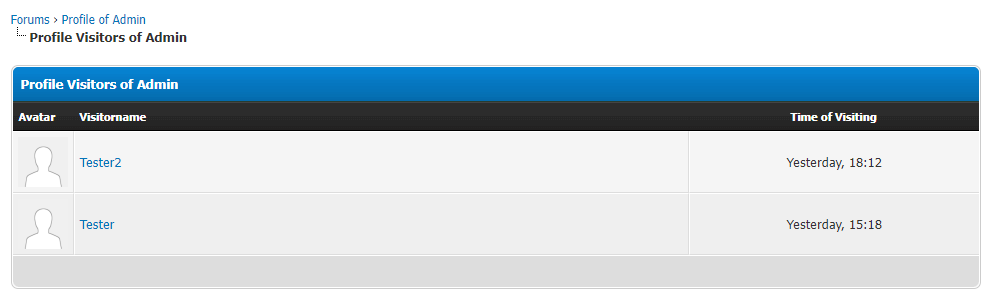 Forums › Profile of Admin
Profile Visitors of Admin
Profile Visitors of Admin
Avatar Visitorname Time of Visiting
Tester2 Yesterday, 18:12
Tester Yesterday, 15:18